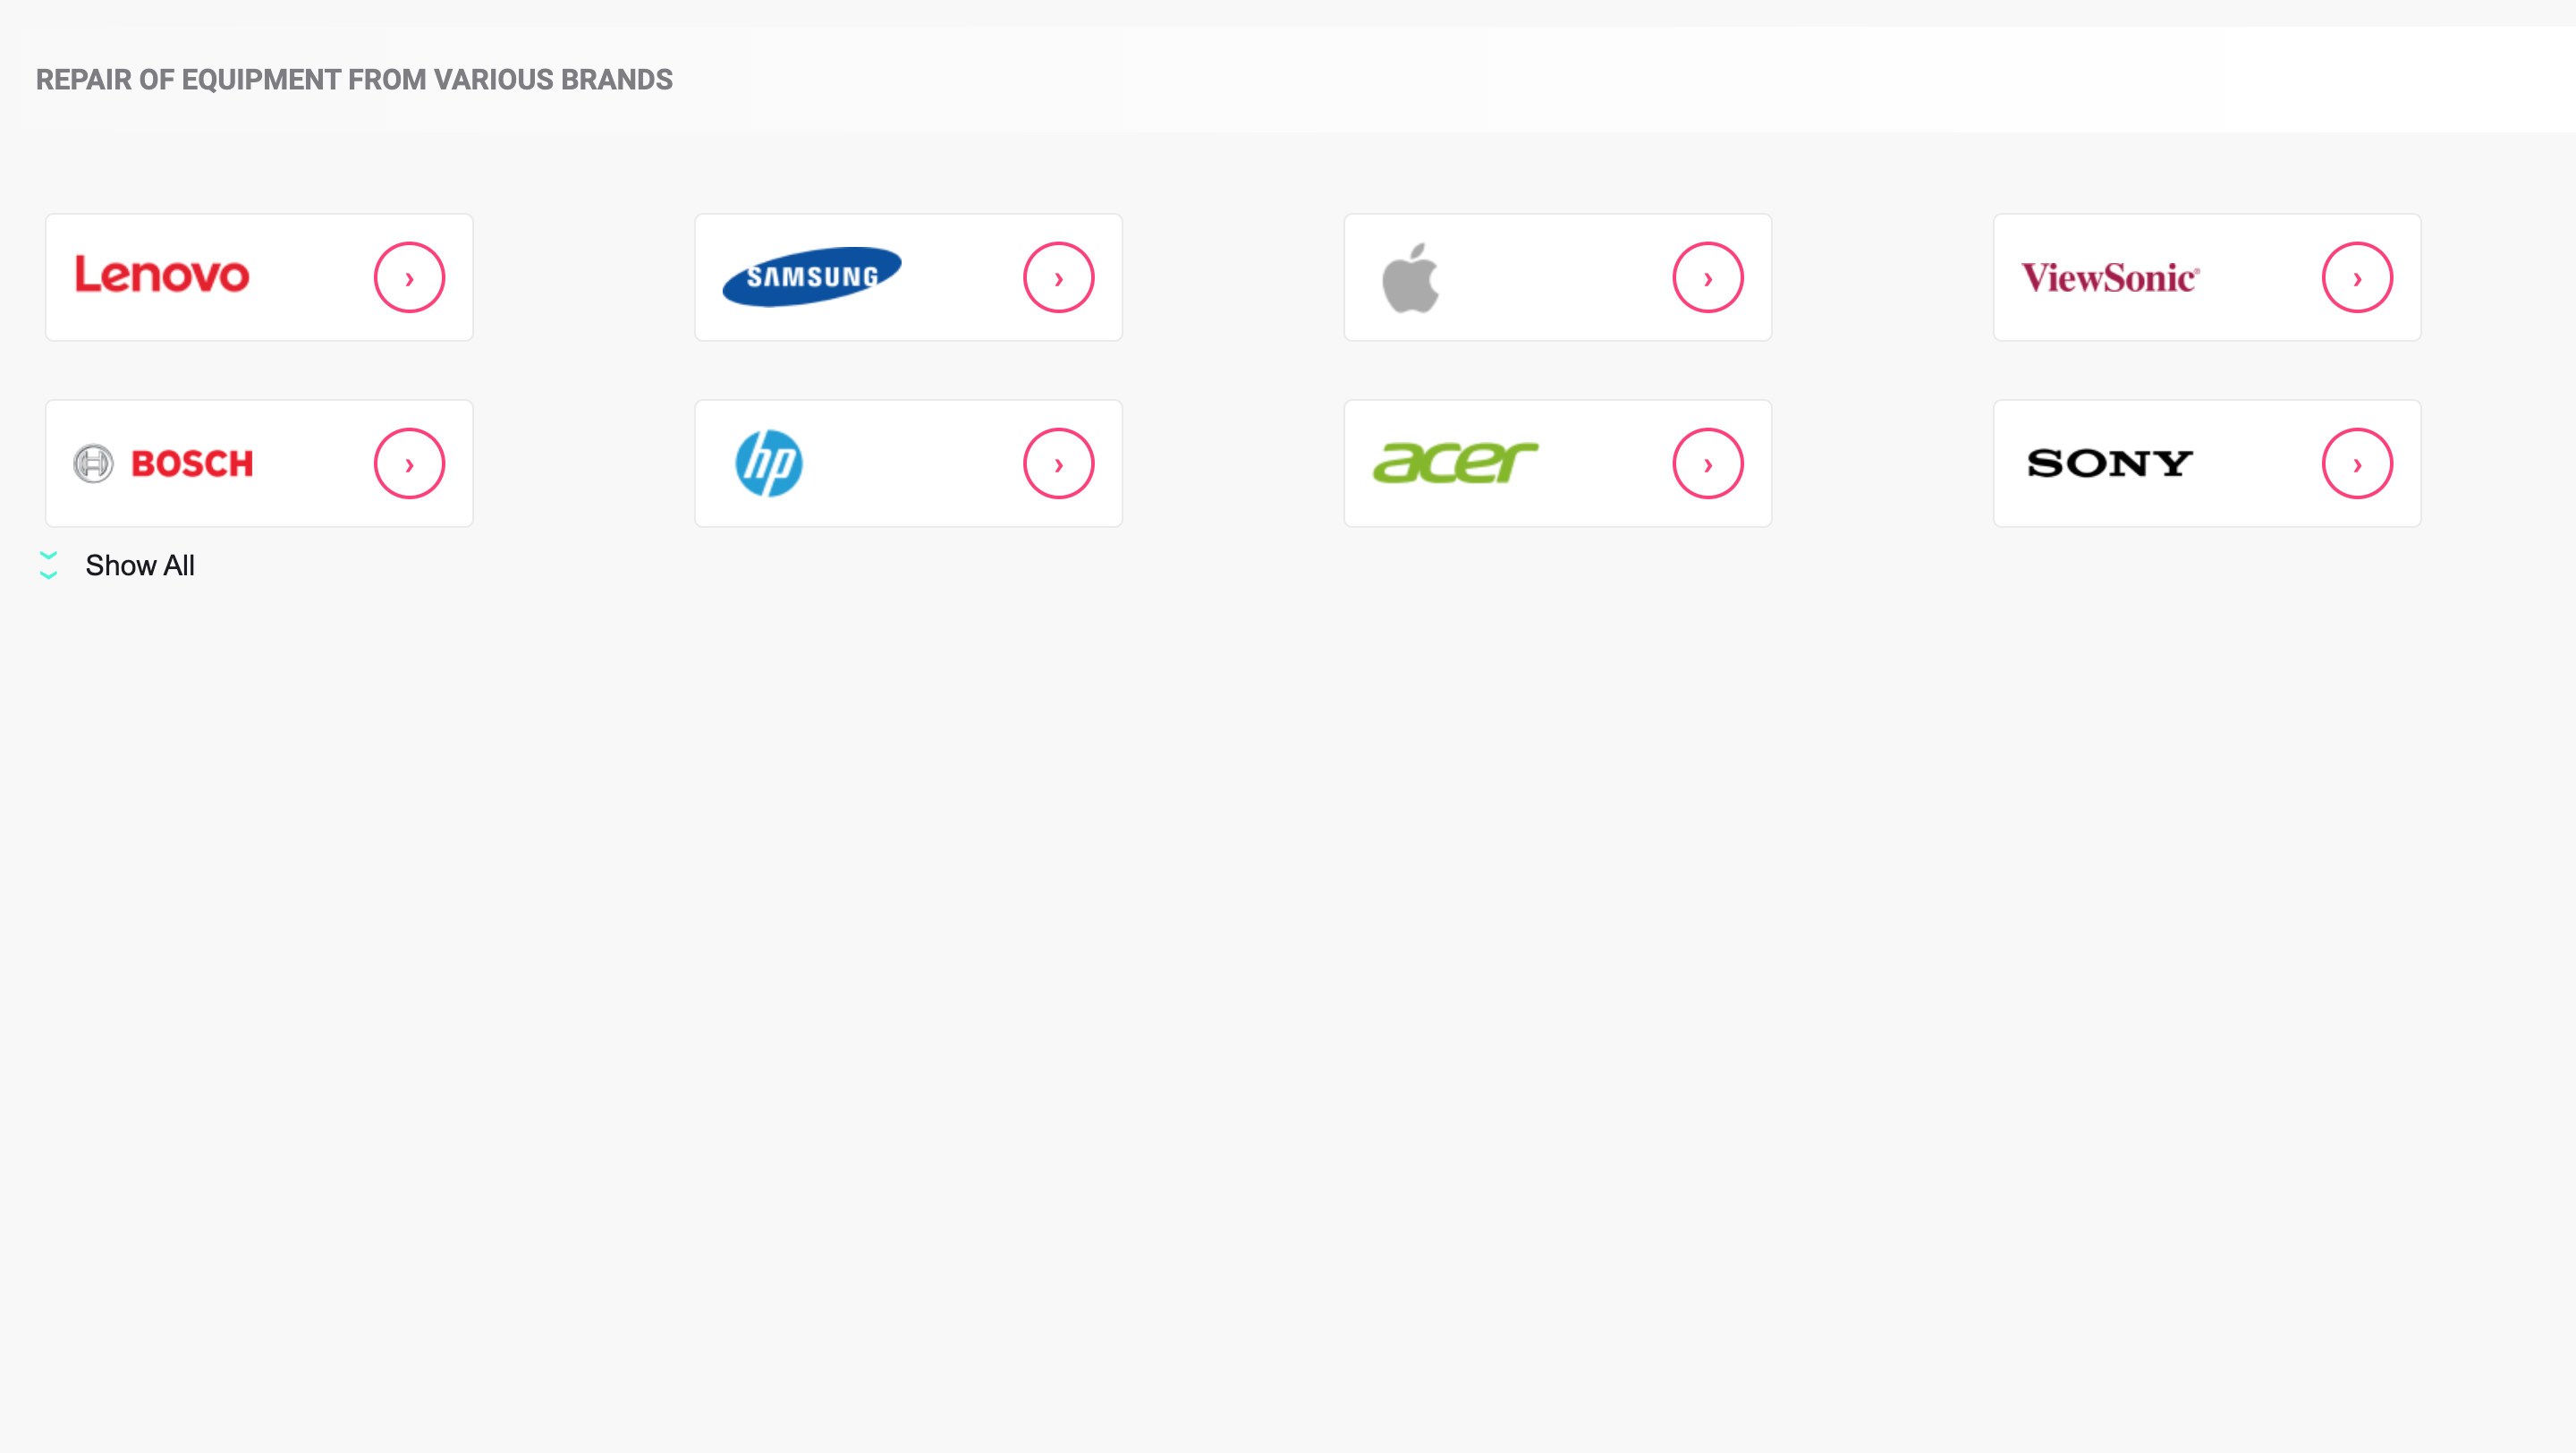 REPAIR OF EQUIPMENT FROM VARIOUS BRANDS
Lenovo
SAMSUNG
ViewSonic®
BOSCH
hp
acer
SONY
Show All